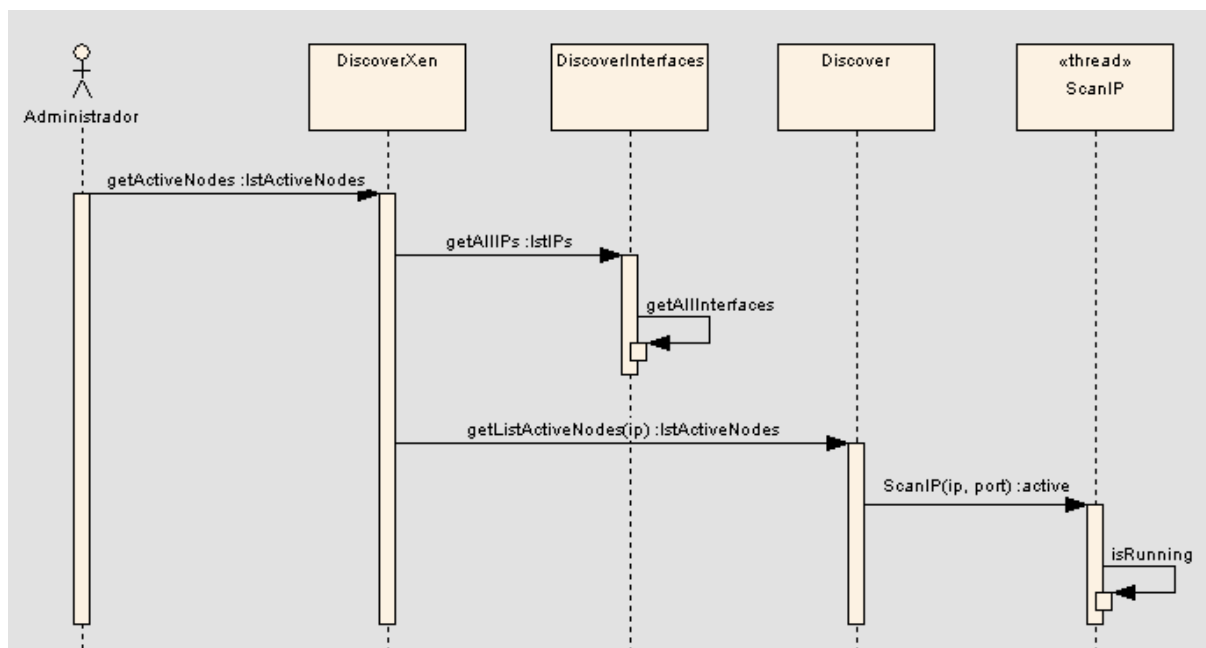 Administrador
DiscoverXen
DiscoverInterfaces
Discover
«thread»
ScanIP
getActiveNodes :lstActiveNodes
getAllIPs :lstIPs
getAllInterfaces
getListActiveNodes(ip) :lstActiveNodes
ScanIP(ip, port) :active
isRunning